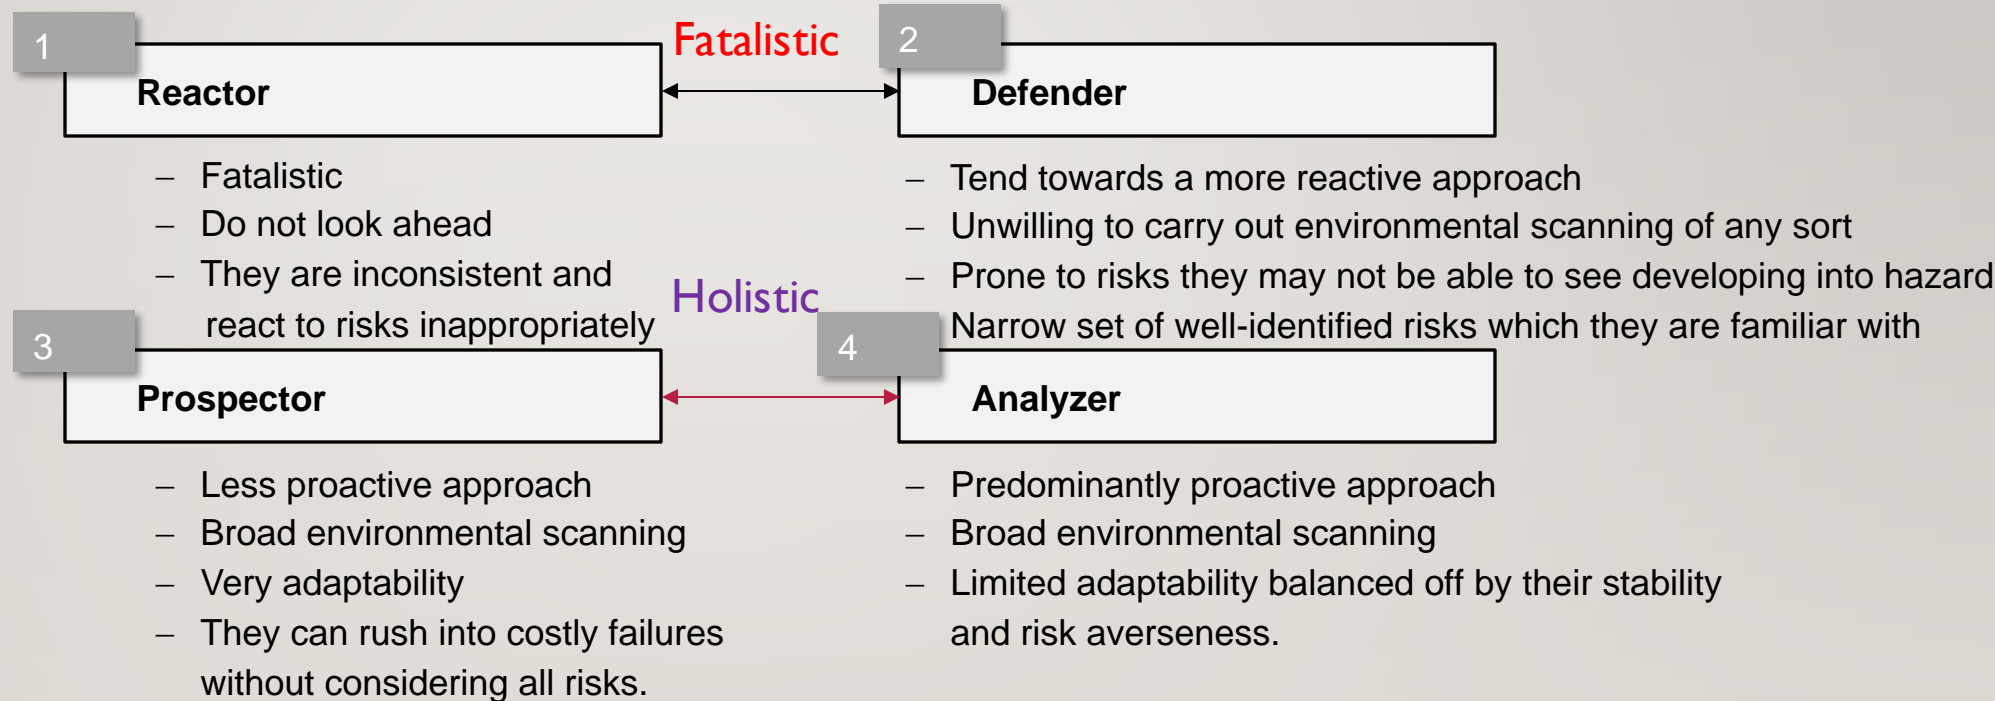 1
Reactor
Fatalistic
2
Defender
– Fatalistic
– Do not look ahead
– They are inconsistent and
react to risks inappropriately
– Tend towards a more reactive approach
– Unwilling to carry out environmental scanning of any sort
– Prone to risks they may not be able to see developing into hazard
Narrow set of well-identified risks which they are familiar with
Holistic
3
Prospector
4
Analyzer
– Less proactive approach
– Broad environmental scanning
– Very adaptability
– They can rush into costly failures
without considering all risks.
– Predominantly proactive approach
– Broad environmental scanning
– Limited adaptability balanced off by their stability
and risk averseness.